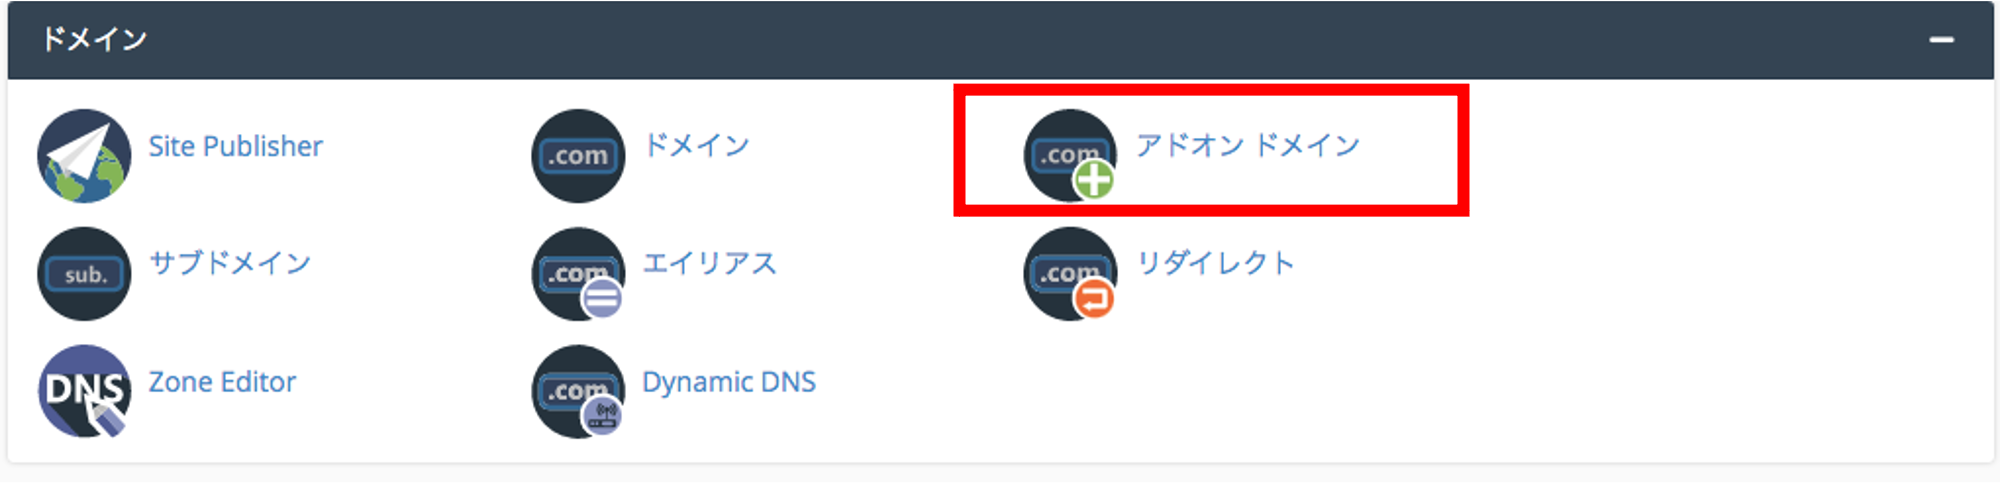 ドメイン
Site Publisher
.com
ドメイン
.com
アドオン ドメイン
sub.
サブドメイン
.com
エイリアス
.com
リダイレクト
DNS
Zone Editor
.com
Dynamic DNS